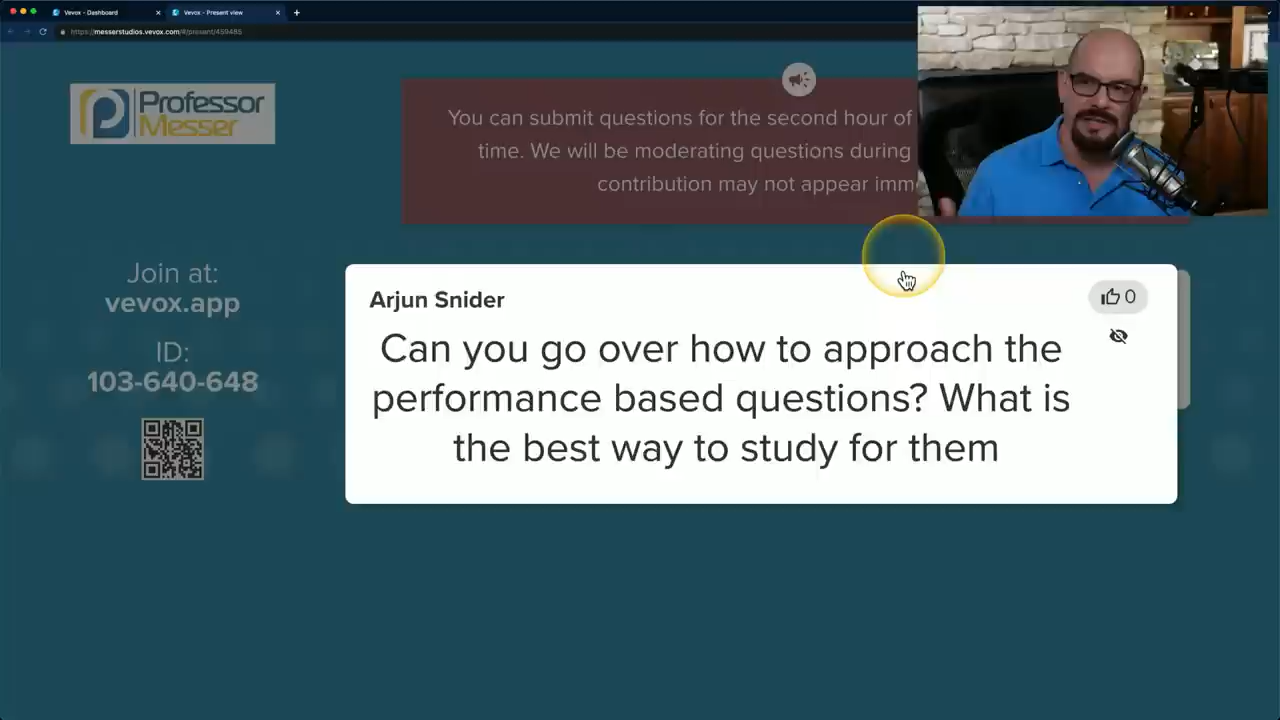 Vevox - Dashboard
Vevox - Present view
https://messerstudios.vevox.com/#/present/459485
Professor
Messer
You can submit questions for the second hour of
time. We will be moderating questions during
contribution may not appear imm
Join at:
vevox.app
ID:
103-640-648
Arjun Snider
0
Can you go over how to approach the
performance based questions? What is
the best way to study for them